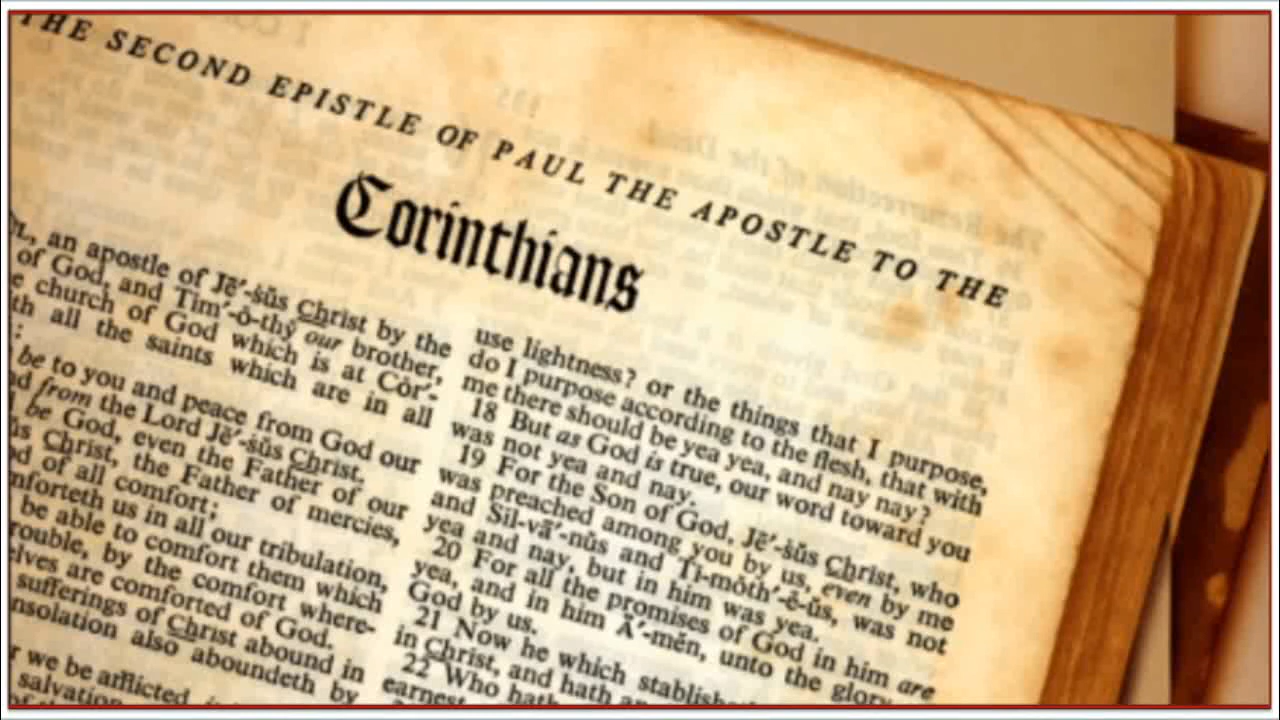 THE SECOND EPISTLE OF PAUL THE APOSTLE TO THE
Corinthians
an apostle of Jē′-ṡŭs Christ by the
of God, and Tim′-ō-thy̆ our brother,
church of God which is at Côr′-
all the saints which are in all
be to you and peace from God our
from the Lord Jē′-ṡŭs Christ.
be God, even the Father of our
Christ, the Father of mercies,
of all comfort;
us in all our tribulation,
be able to comfort them which
by the comfort where-
are comforted of God.
sufferings of Christ abound in
also aboundeth by
we be afflicted
salvation
use lightness? or the things that I purpose,
do I purpose according to the flesh, that with
me there should be yea yea, and nay nay?
18 But as God is true, our word toward you
was not yea and nay.
19 For the Son of God, Jē′-ṡŭs Christ, who
was preached among you by us, even by me
and Sil-vā′-nŭs and Tĭ-mŏth′-ē-ŭs, was not
yea and nay, but in him was yea.
20 For all the promises of God in him are
yea, and in him Ā′-mĕn, unto the glory
God by us.
21 Now he which
in Christ, and hath
22 Who hath
earnest